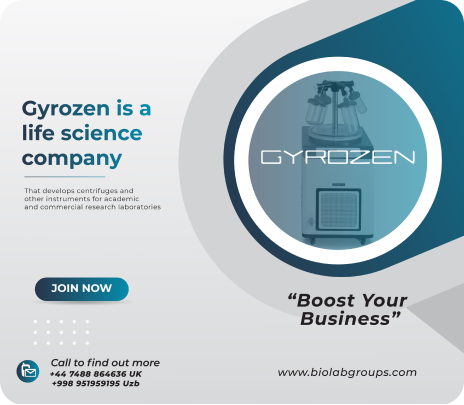 Gyrozen is a
life science
company
That develops centrifuges and
other instruments for academic
and commercial research laboratories
GYROZEN
JOIN NOW
“Boost Your
Business”
Call to find out more
+44 7488 864636 UK
+998 951959195 Uzb
www.biolabgroups.com